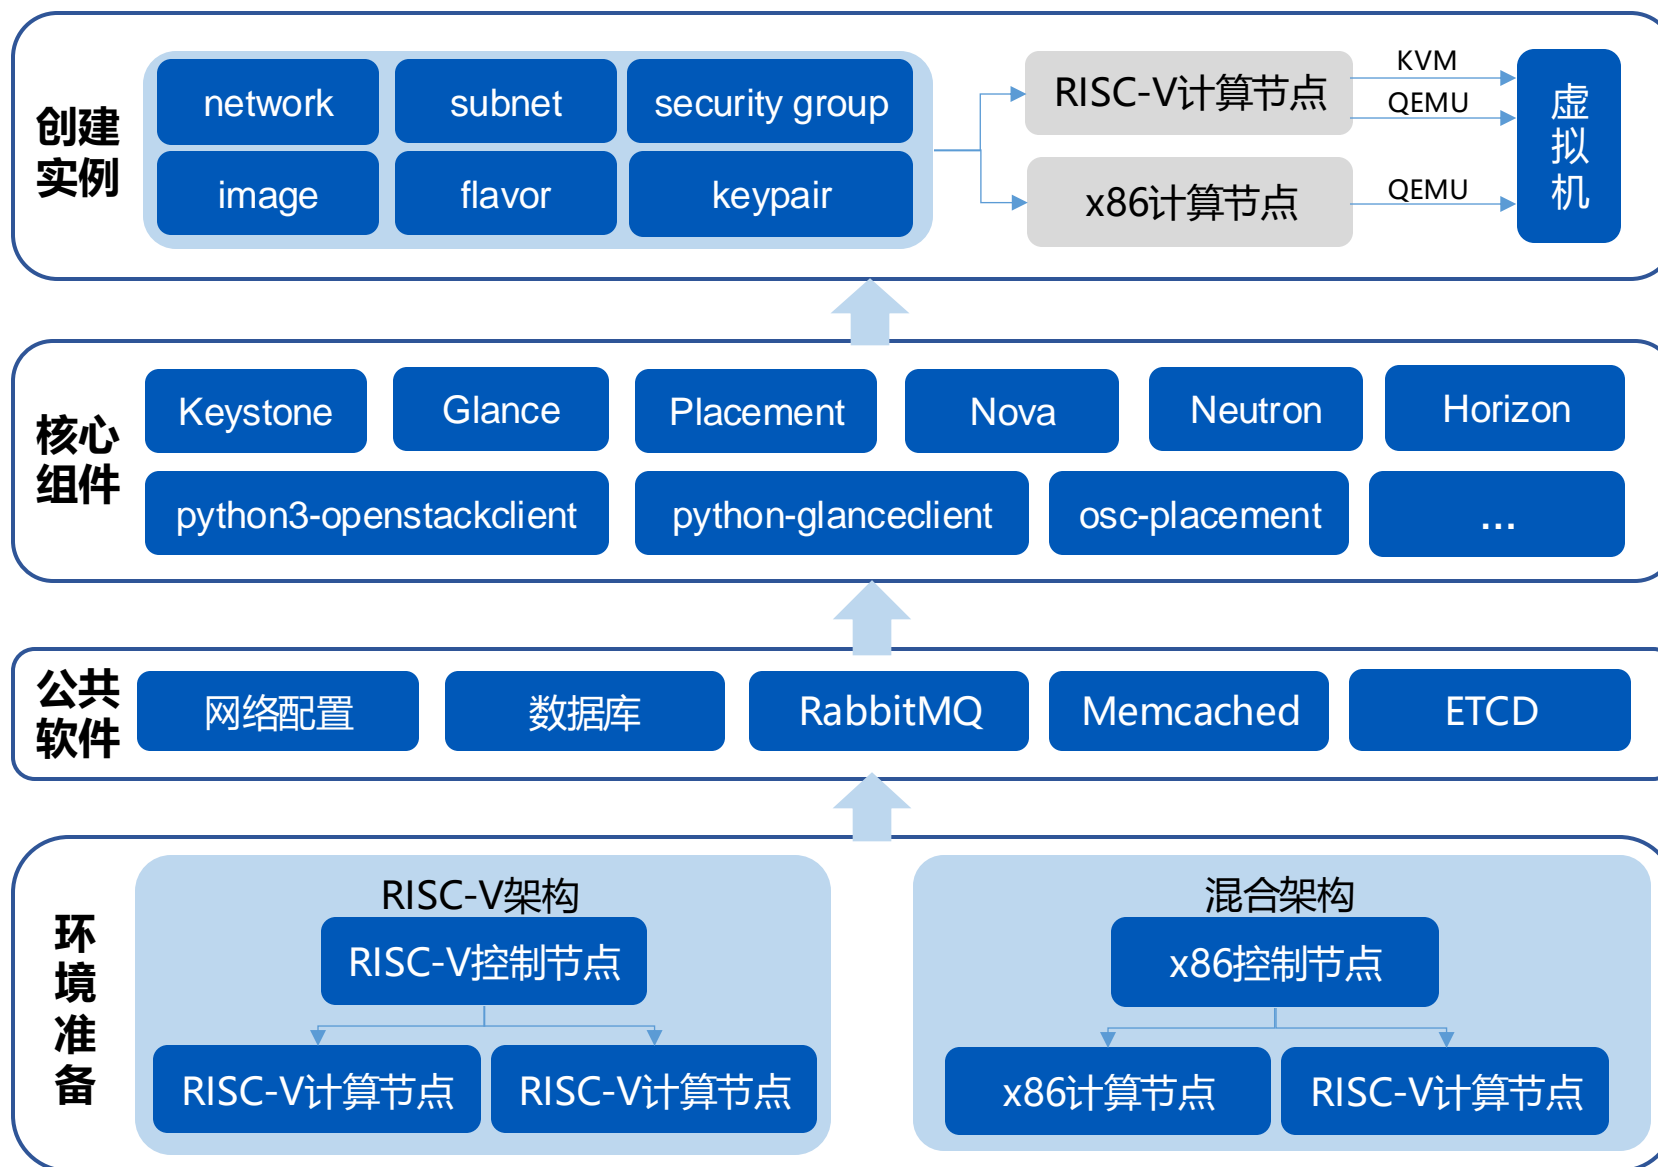 创建
实例
network
subnet
security group
image
flavor
keypair
RISC-V计算节点
x86计算节点
KVM
QEMU
QEMU
虚
拟
机
核心
组件
Keystone
Glance
Placement
Nova
Neutron
Horizon
python3-openstackclient
python-glanceclient
osc-placement
...
公共
软件
网络配置
数据库
RabbitMQ
Memcached
ETCD
环
境
准
备
RISC-V架构
RISC-V控制节点
RISC-V计算节点
RISC-V计算节点
混合架构
x86控制节点
x86计算节点
RISC-V计算节点